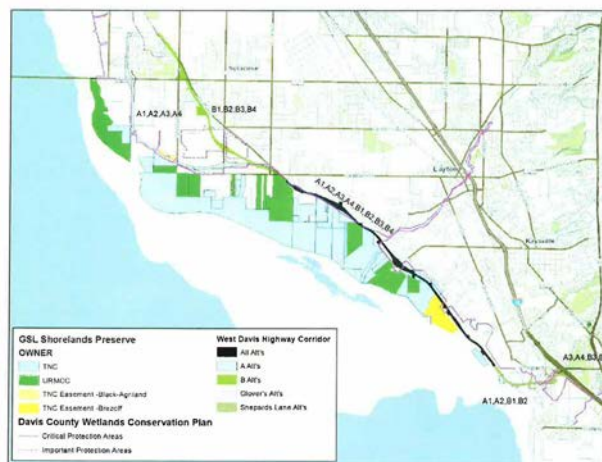 Syracuse
A1,A2,A3,A4
B1,B2,B3,B4
Layton
A1,A2,A3,A4,B1,B2,B3,B4
Kaysville
A3,A4,B3,B
A1,A2,B1,B2
GSL Shorelands Preserve
OWNER
TNC
URMCC
TNC Easement -Black-Agriland
TNC Easement -Brezoff
Davis County Wetlands Conservation Plan
Critical Protection Areas
Important Protection Areas
West Davis Highway Corridor
All Alt's
A Alt's
B Alt's
Glover's Alt's
Shepards Lane Alt's